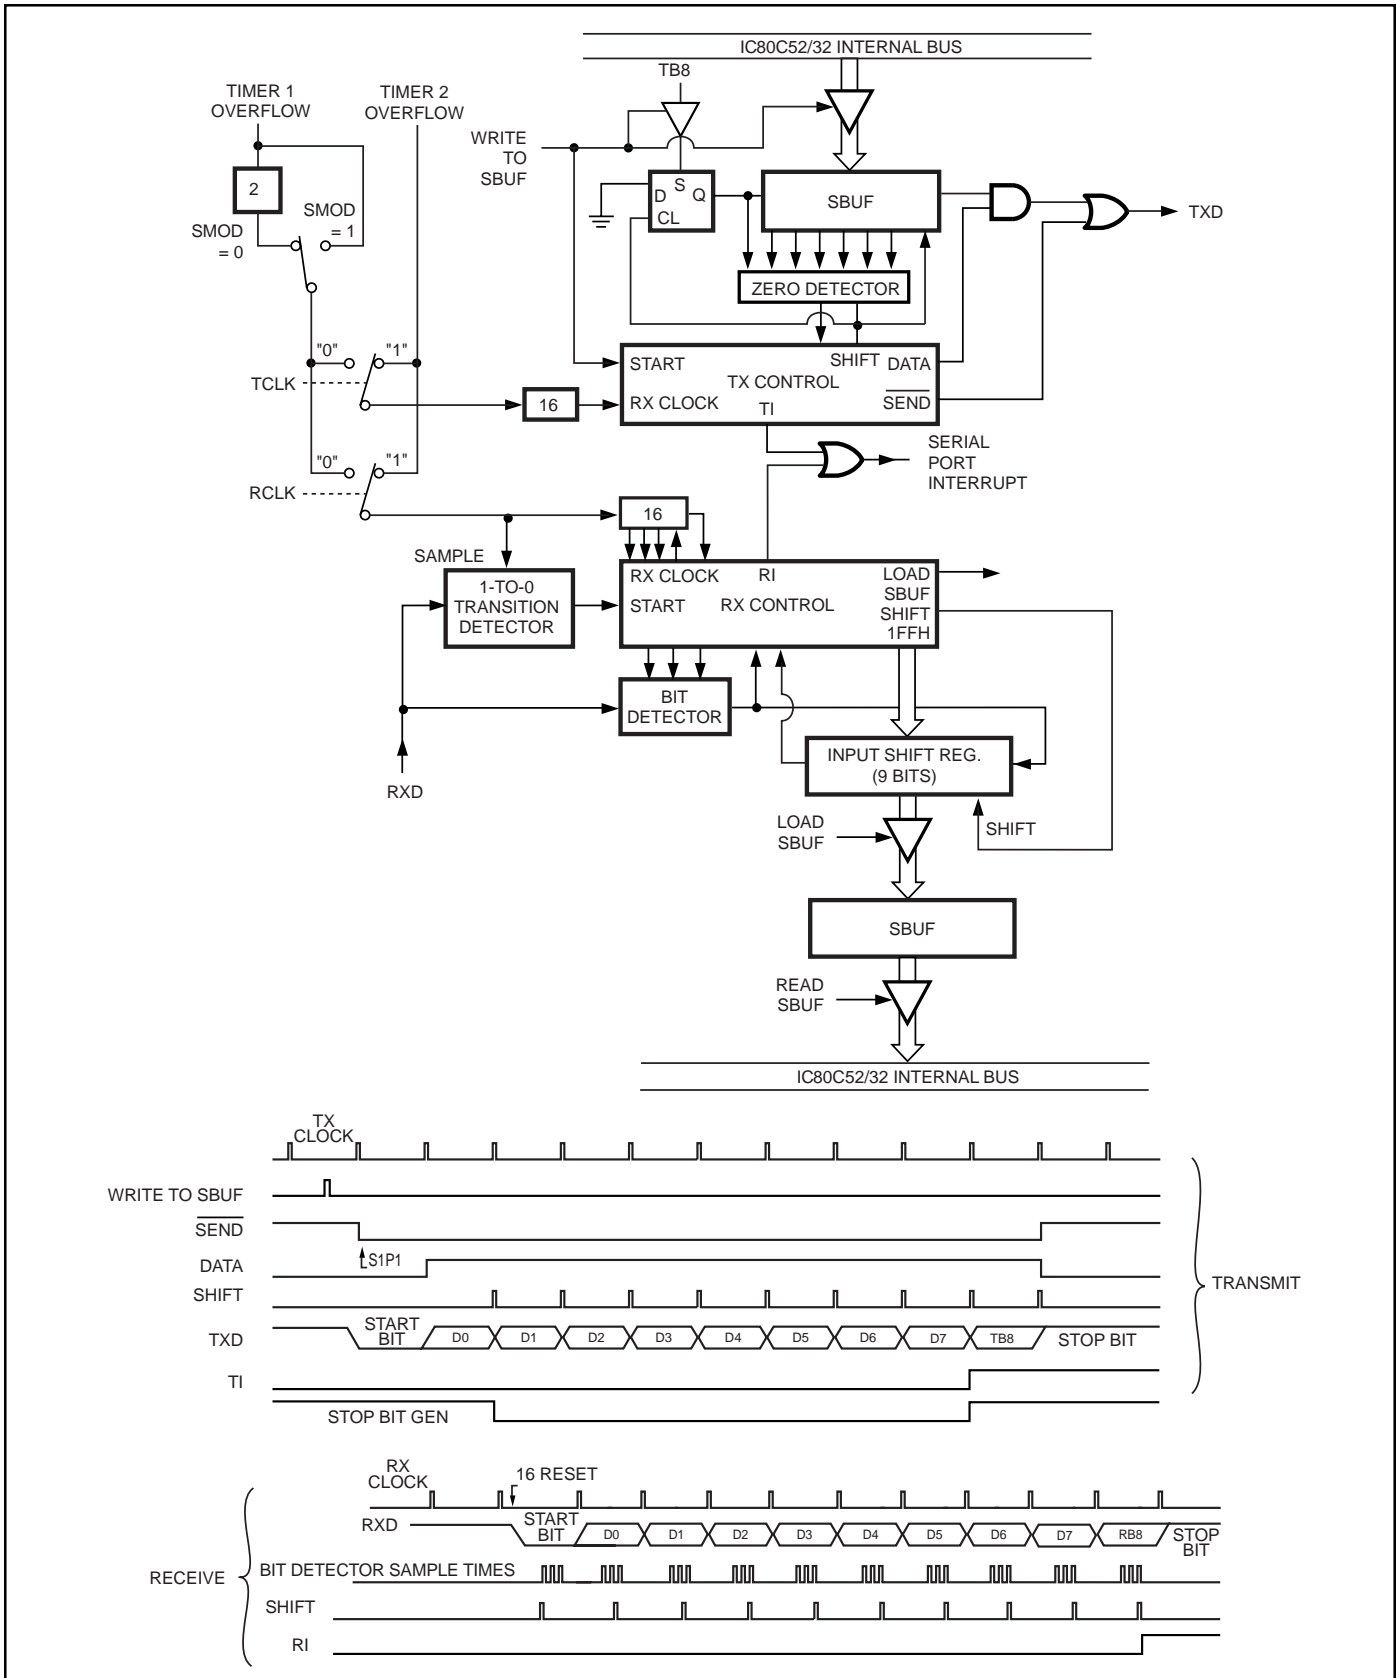 IC80C52/32 INTERNAL BUS
TB8
TIMER 1
OVERFLOW
TIMER 2
OVERFLOW
WRITE
TO
SBUF
2
SMOD
= 0
SMOD
= 1
S
D
Q
CL
SBUF
TXD
ZERO DETECTOR
"0"
"1"
TCLK
16
START
SHIFT
DATA
TX CONTROL
RX CLOCK
TI
SEND
SERIAL
PORT
INTERRUPT
"0"
"1"
RCLK
16
SAMPLE
1-TO-0
TRANSITION
DETECTOR
RX CLOCK
RI
LOAD
SBUF
SHIFT
1FFH
START
RX CONTROL
BIT
DETECTOR
RXD
INPUT SHIFT REG.
(9 BITS)
LOAD
SBUF
SHIFT
SBUF
READ
SBUF
IC80C52/32 INTERNAL BUS
TX
CLOCK
WRITE TO SBUF
SEND
S1P1
DATA
SHIFT
TXD
START
BIT
D0
D1
D2
D3
D4
D5
D6
D7
TB8
STOP BIT
TI
STOP BIT GEN
TRANSMIT
RX
CLOCK
16 RESET
RXD
START
BIT
D0
D1
D2
D3
D4
D5
D6
D7
RB8
STOP
BIT
BIT DETECTOR SAMPLE TIMES
SHIFT
RI
RECEIVE